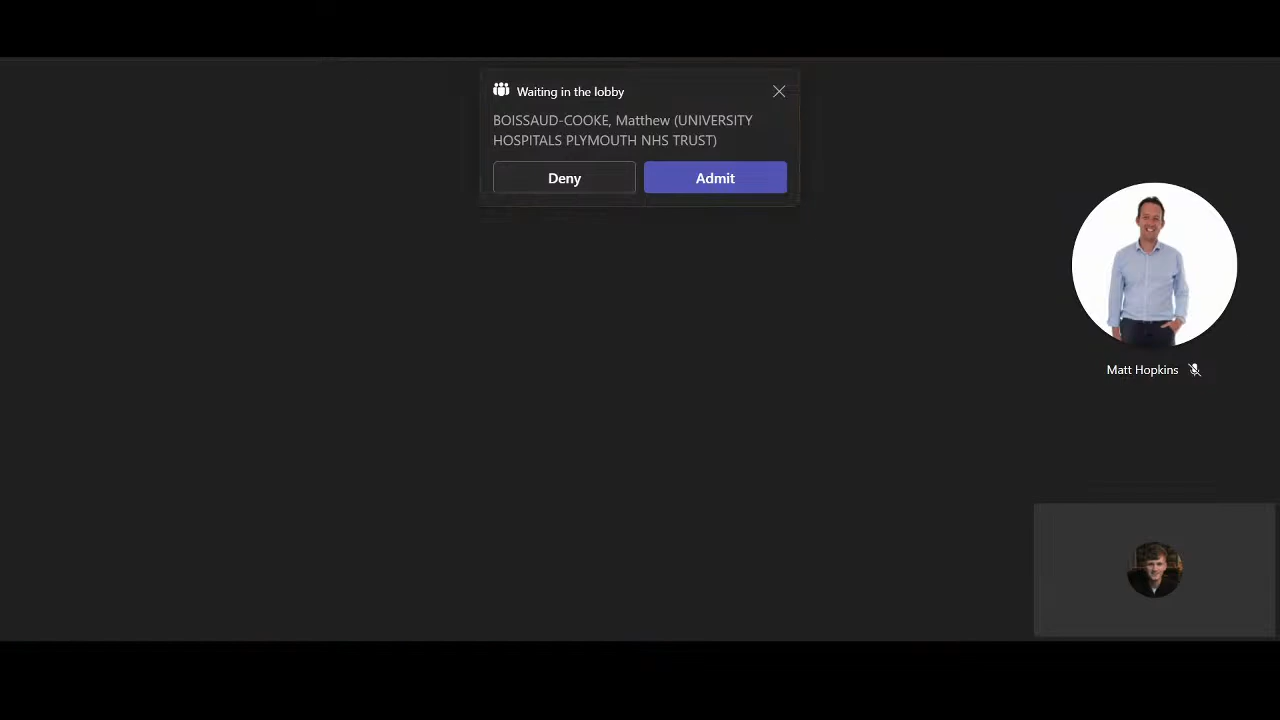 Waiting in the lobby
BOISSAUD-COOKE, Matthew (UNIVERSITY
HOSPITALS PLYMOUTH NHS TRUST)
Deny
Admit
Matt Hopkins